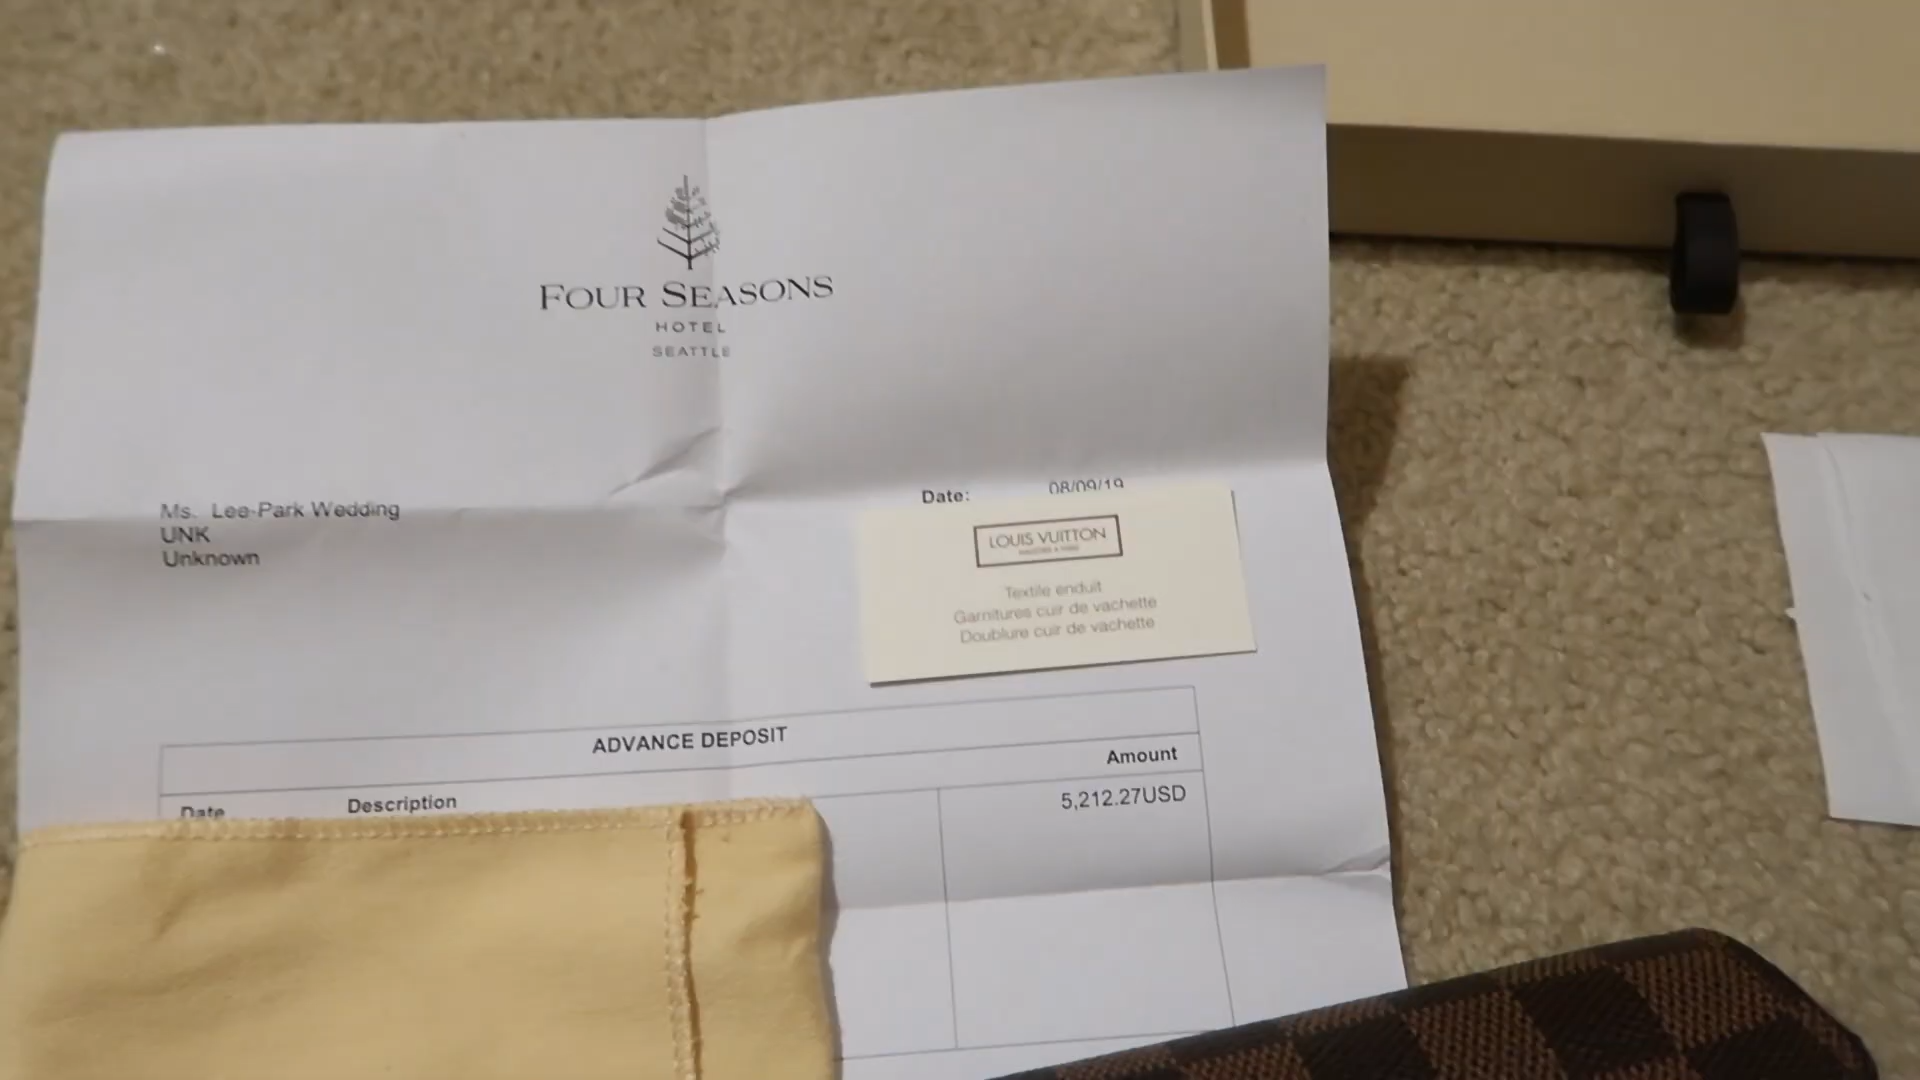 FOUR SEASONS
HOTEL
SEATTLE
Ms. Lee-Park Wedding
UNK
Unknown
Date: 08/09/19
LOUIS VUITTON
Textile enduit
Garnitures cuir de vachette
Doublure cuir de vachette
ADVANCE DEPOSIT
Date Description Amount
5,212.27USD